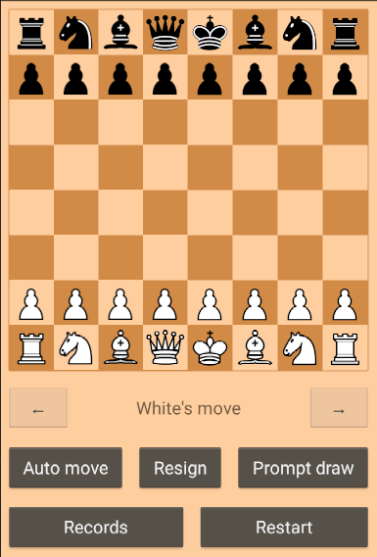 ← White's move →
Auto move Resign Prompt draw
Records Restart